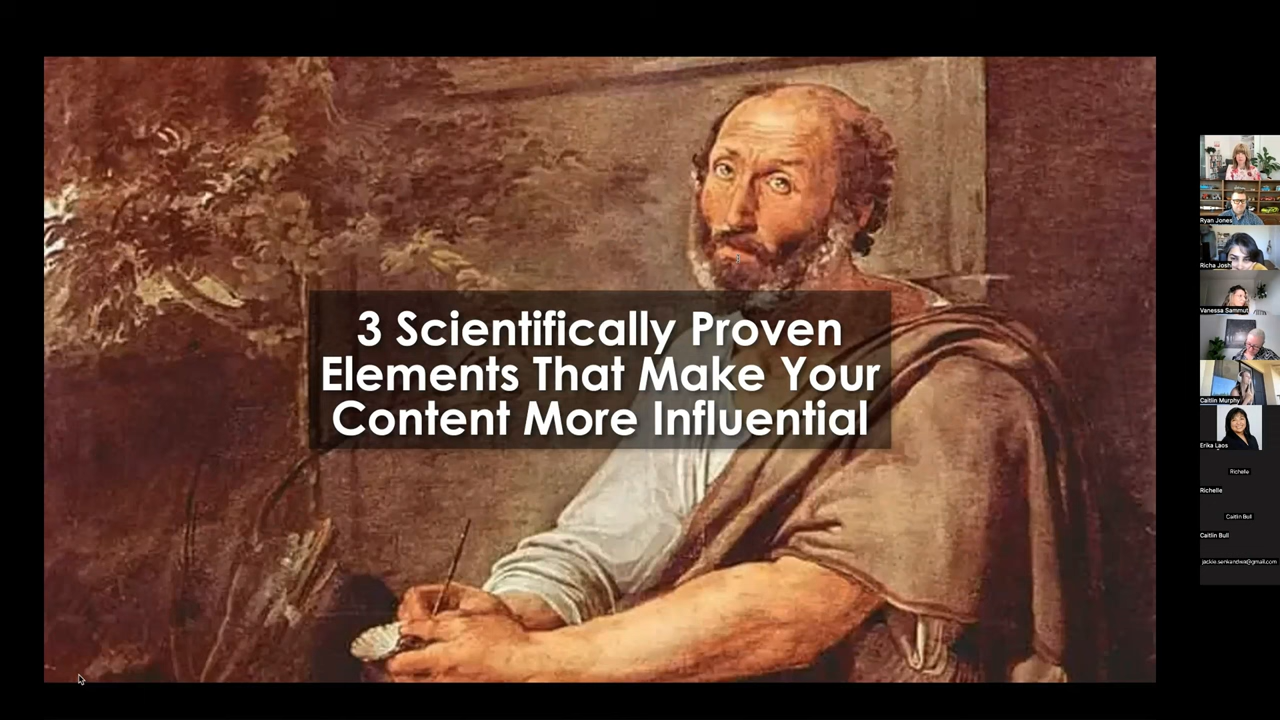 3 Scientifically Proven
Elements That Make Your
Content More Influential
Ryan Jones
Richa Joshi
Vanessa Sammut
Caitlin Murphy
Erika Laos
Richelle
Richelle
Caitlin Bull
Caitlin Bull
jackie.senkandwa@gmail.com